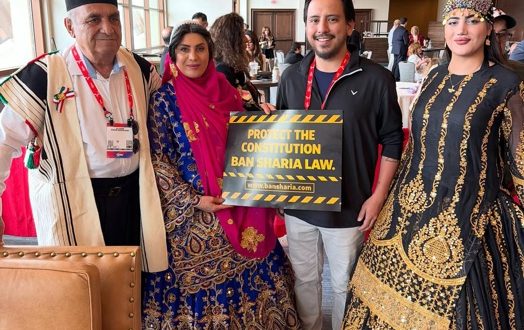 PROTECT THE
CONSTITUTION
BAN SHARIA LAW.
www.bansharia.com